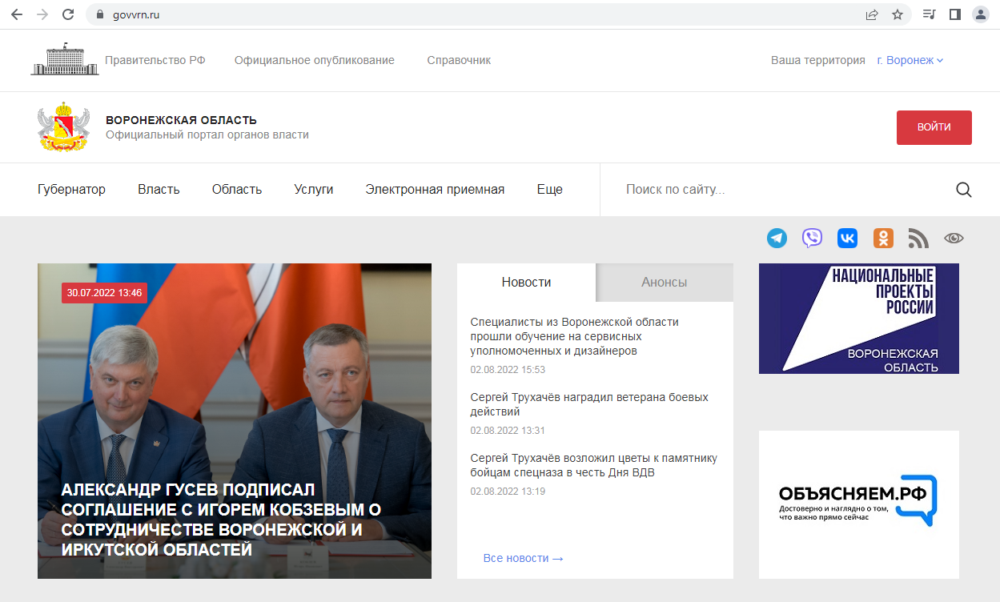 govvrn.ru
Правительство РФ
Официальное опубликование
Справочник
Ваша территория
г. Воронеж
ВОРОНЕЖСКАЯ ОБЛАСТЬ
Официальный портал органов власти
ВОЙТИ
Губернатор
Власть
Область
Услуги
Электронная приемная
Еще
Поиск по сайту...
30.07.2022 13:46
АЛЕКСАНДР ГУСЕВ ПОДПИСАЛ
СОГЛАШЕНИЕ С ИГОРЕМ КОБЗЕВЫМ О
СОТРУДНИЧЕСТВЕ ВОРОНЕЖСКОЙ И
ИРКУТСКОЙ ОБЛАСТЕЙ
Новости
Анонсы
Специалисты из Воронежской области
прошли обучение на сервисных
уполномоченных и дизайнеров
02.08.2022 15:53
Сергей Трухачёв наградил ветерана боевых
действий
02.08.2022 13:31
Сергей Трухачёв возложил цветы к памятнику
бойцам спецназа в честь Дня ВДВ
02.08.2022 13:19
Все новости →
НАЦИОНАЛЬНЫЕ
ПРОЕКТЫ
РОССИИ
ВОРОНЕЖСКАЯ
ОБЛАСТЬ
ОБЪЯСНЯЕМ.РФ
Достоверно и наглядно о том,
что важно прямо сейчас